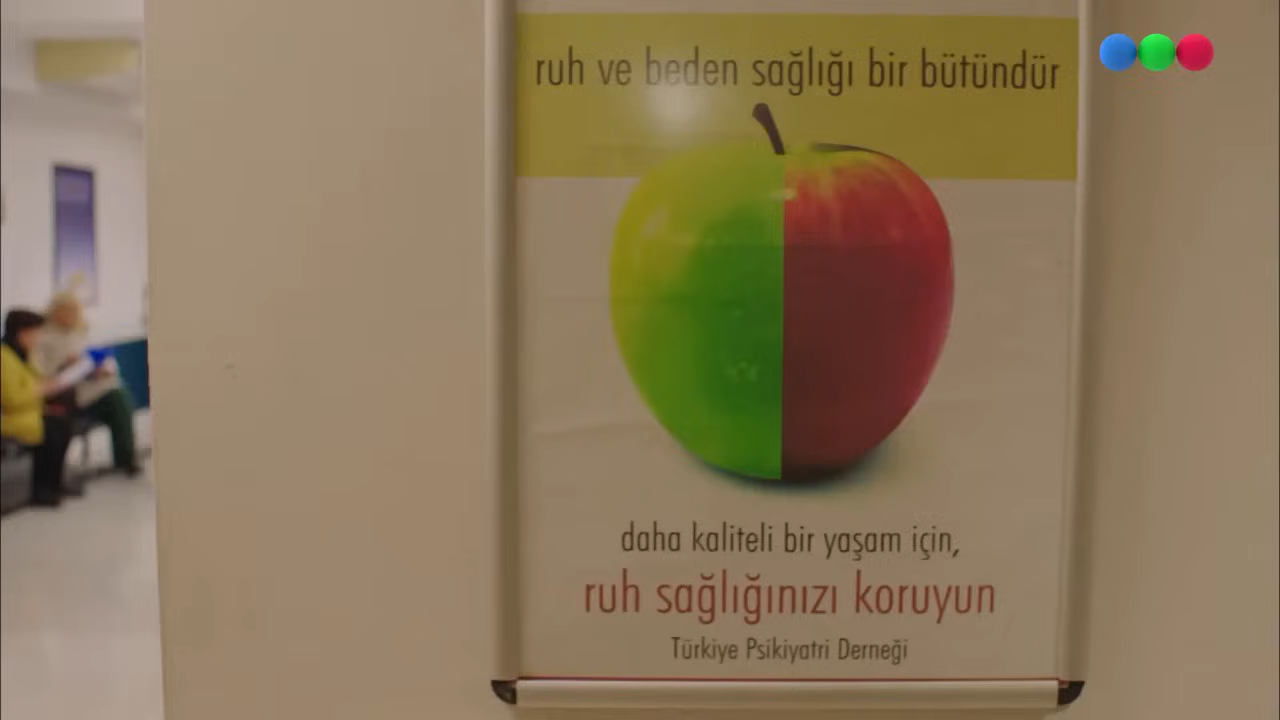 ruh ve beden sağlığı bir bütündür
daha kaliteli bir yaşam için,
ruh sağlığınızı koruyun
Türkiye Psikiyatri Derneği